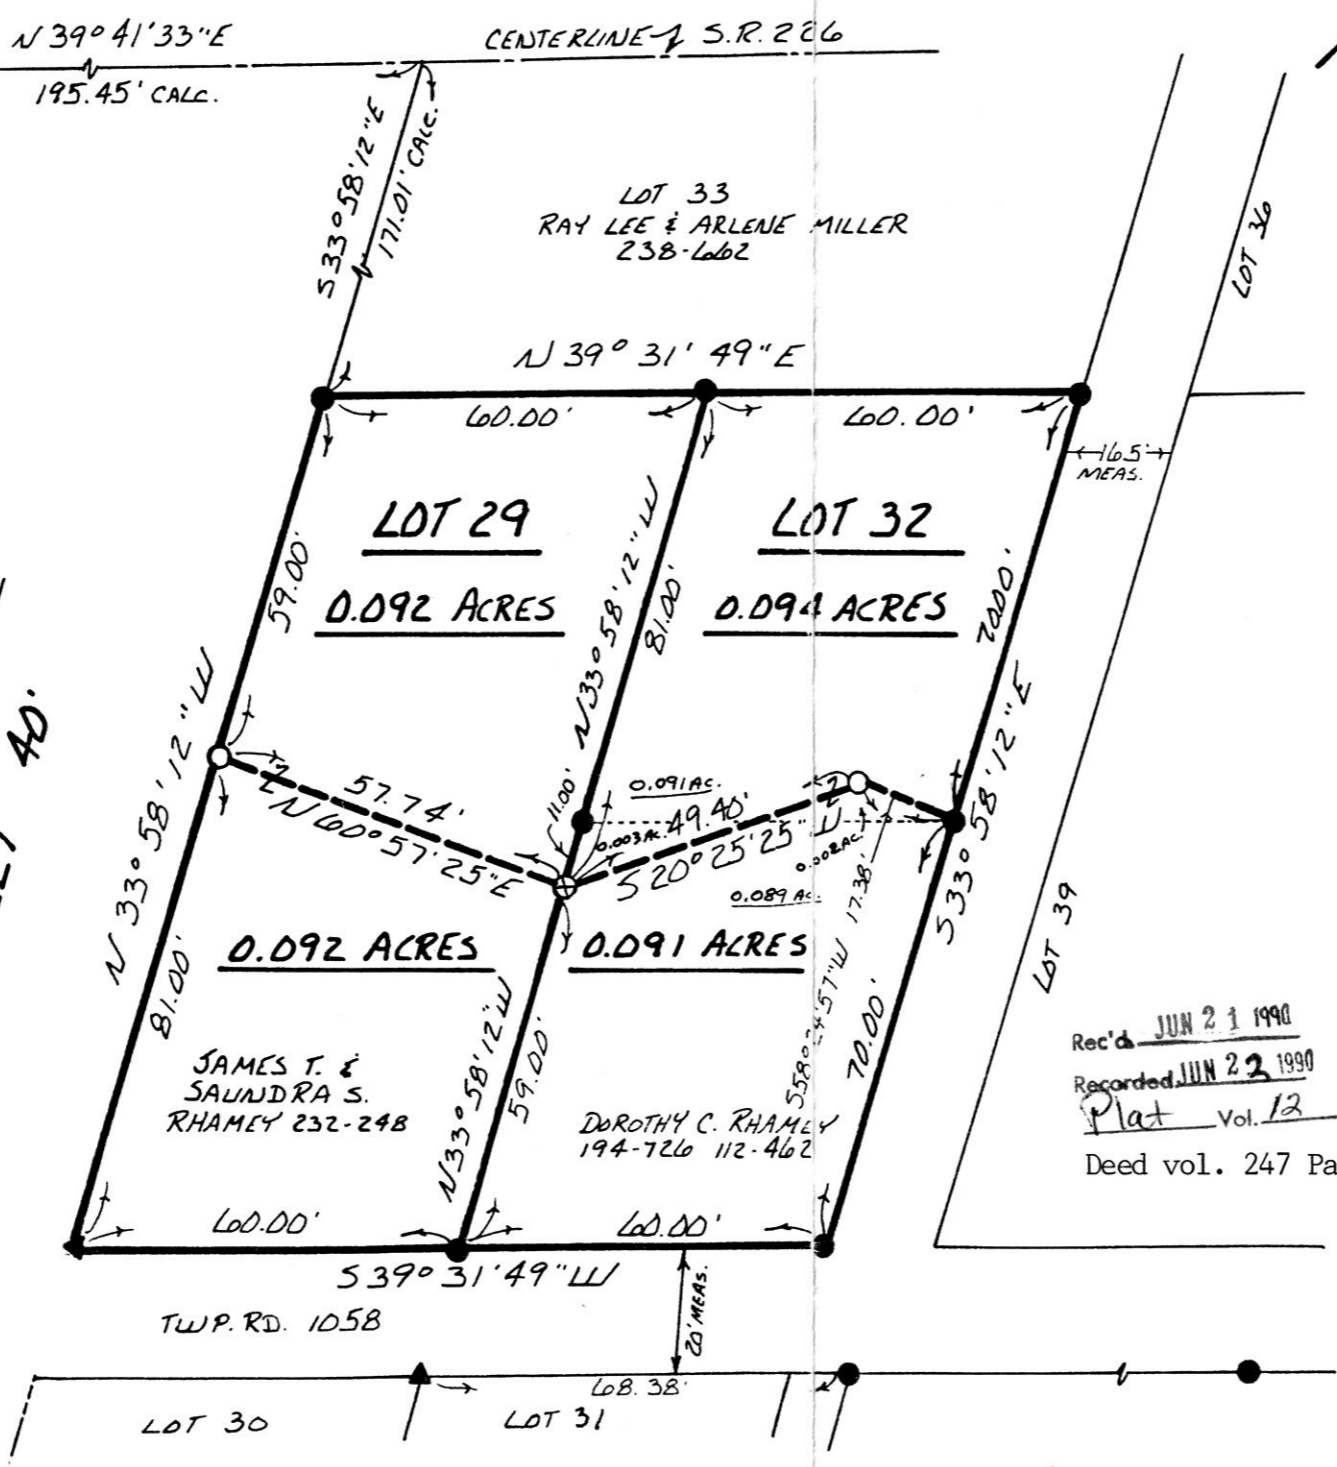 N 39° 41' 33" E
CENTERLINE of S.R. 226
195.45' CALC.
S 33° 58' 12" E
171.01' CALC.
LOT 33
RAY LEE & ARLENE MILLER
238-662
LOT 36
N 39° 31' 49" E
60.00'
60.00'
16.5'
MEAS.
LOT 29
LOT 32
59.00'
N 33° 58' 12" W
81.00'
70.00'
0.092 ACRES
0.094 ACRES
40'
N 33° 58' 12" W
57.74'
N 60° 57' 25" E
11.00'
0.091 AC.
0.003 AC.
49.40'
S 20° 25' 25" W
0.002 AC.
17.38'
0.089 AC.
S 33° 58' 12" E
0.092 ACRES
0.091 ACRES
LOT 39
81.00'
N 33° 58' 12" W
59.00'
70.00'
JAMES T. &
SAUNDRA S.
RHAMEY 232-248
DOROTHY C. RHAMEY
194-726 112-462
Rec'd JUN 21 1990
Recorded JUN 22 1990
Plat Vol. 12
Deed vol. 247 Pa
60.00'
60.00'
S 39° 31' 49" W
20' MEAS.
TWP. RD. 1058
68.38'
LOT 30
LOT 31